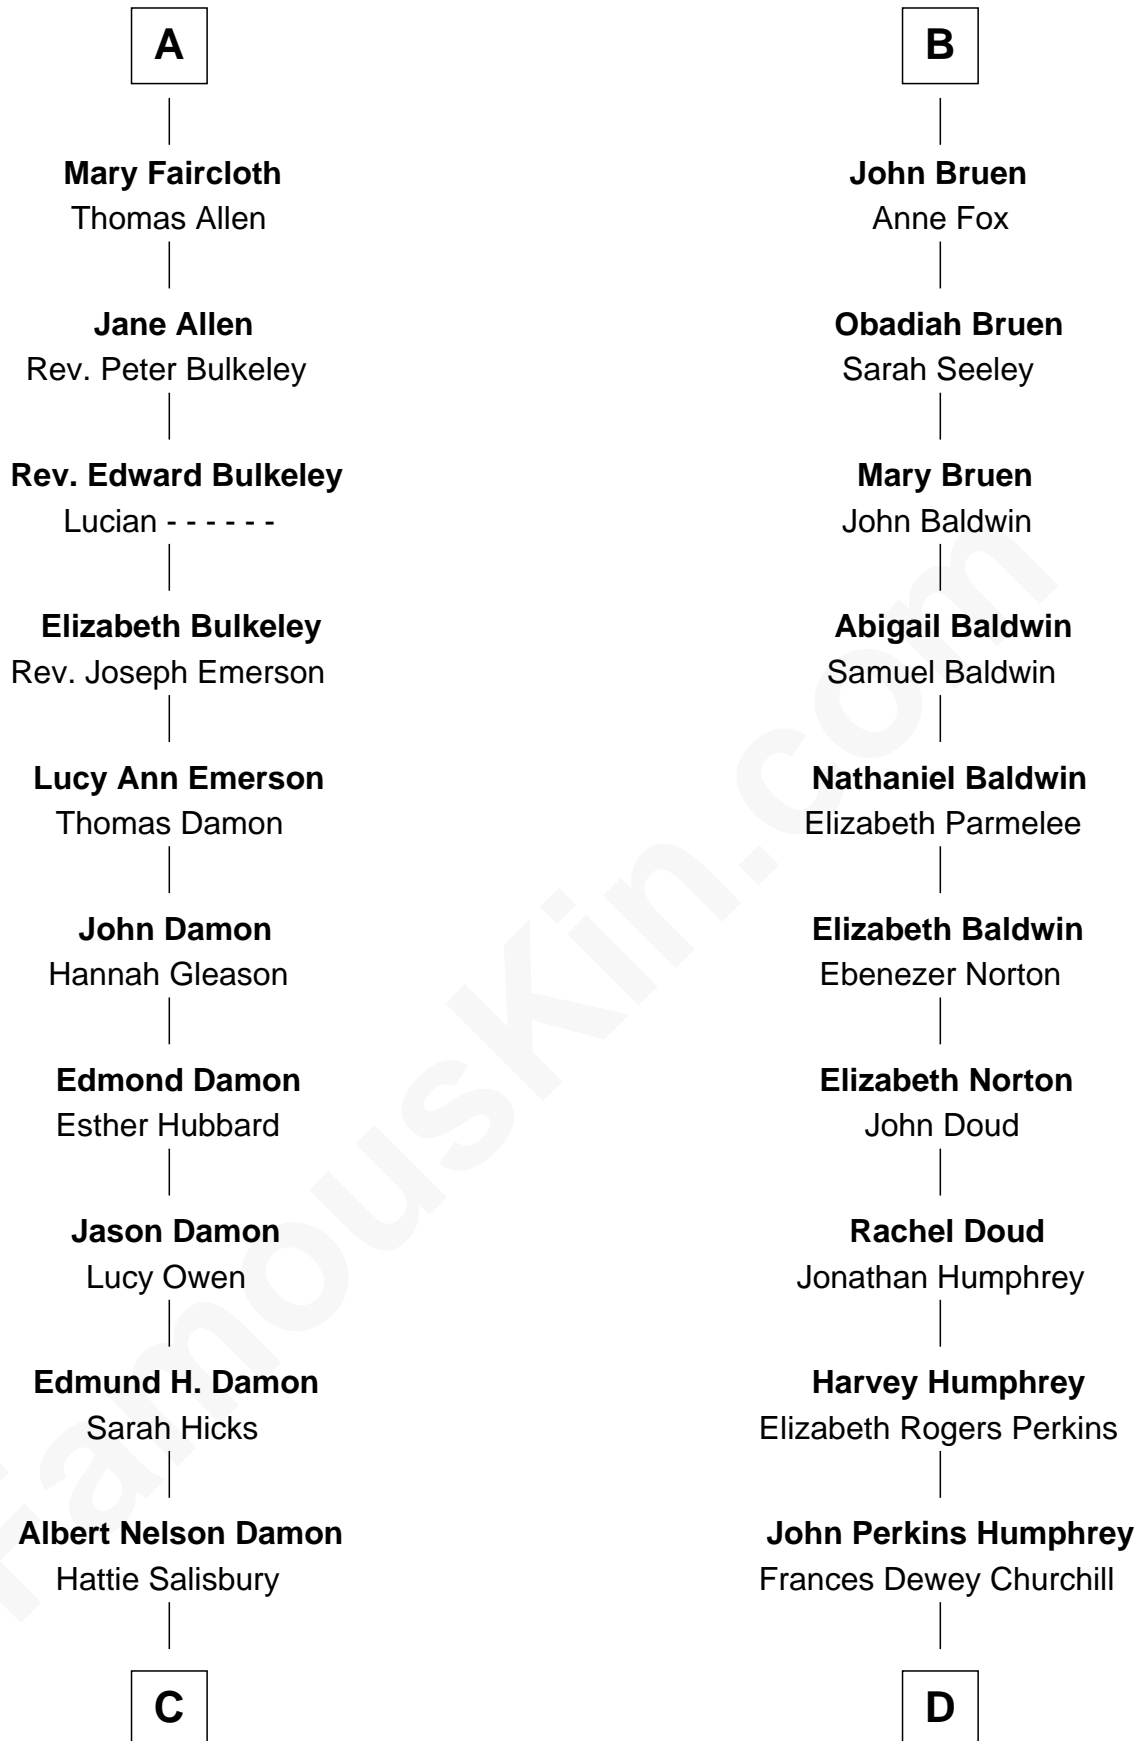 A
Mary Faircloth
Thomas Allen
Jane Allen
Rev. Peter Bulkeley
Rev. Edward Bulkeley
Lucian - - - - - -
Elizabeth Bulkeley
Rev. Joseph Emerson
Lucy Ann Emerson
Thomas Damon
John Damon
Hannah Gleason
Edmond Damon
Esther Hubbard
Jason Damon
Lucy Owen
Edmund H. Damon
Sarah Hicks
Albert Nelson Damon
Hattie Salisbury
C
B
John Bruen
Anne Fox
Obadiah Bruen
Sarah Seeley
Mary Bruen
John Baldwin
Abigail Baldwin
Samuel Baldwin
Nathaniel Baldwin
Elizabeth Parmelee
Elizabeth Baldwin
Ebenezer Norton
Elizabeth Norton
John Doud
Rachel Doud
Jonathan Humphrey
Harvey Humphrey
Elizabeth Rogers Perkins
John Perkins Humphrey
Frances Dewey Churchill
D
FamousKin.com